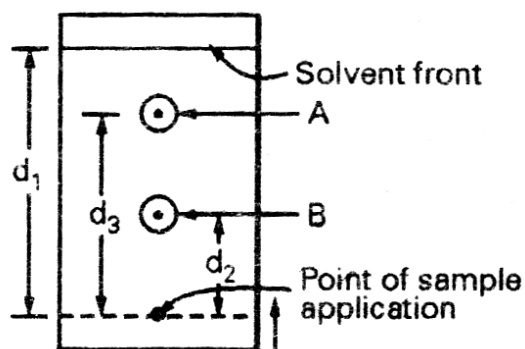 Solvent front
A
d₁
d₃
B
d₂
Point of sample
application